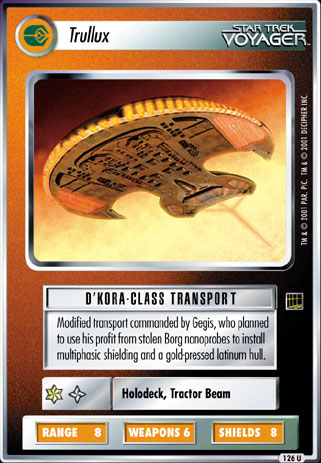 Trullux
STAR TREK
VOYAGER™
™ & © 2001 PAR. PIC. ™ & © 2001 DECIPHER INC.
D'KORA-CLASS TRANSPORT
Modified transport commanded by Gegis, who planned
to use his profit from stolen Borg nanoprobes to install
multiphasic shielding and a gold-pressed latinum hull.
Holodeck, Tractor Beam
RANGE 8 WEAPONS 6 SHIELDS 8
126 U